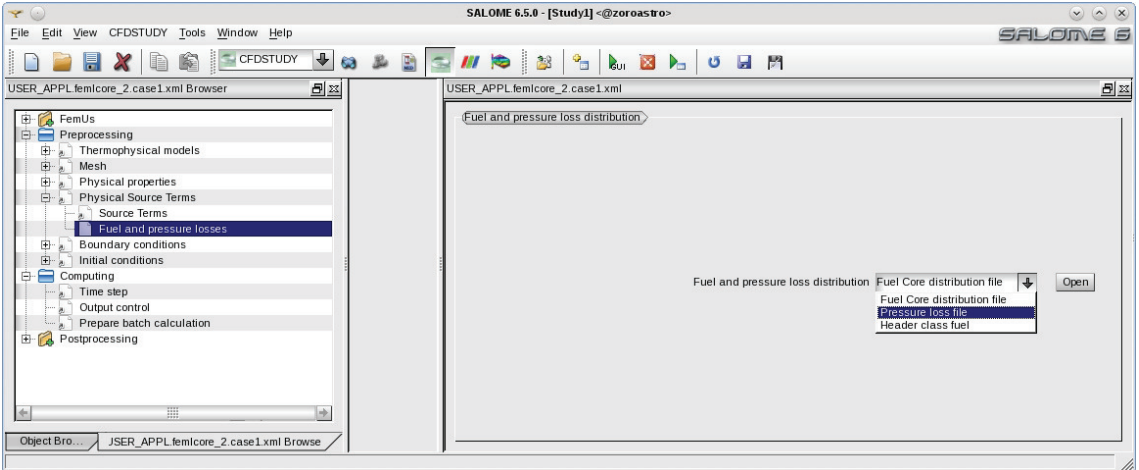 SALOME 6.5.0 - [Study1] <@zoroastro>
File Edit View CFDSTUDY Tools Window Help
SALOME 6
CFDSTUDY
GUI
USER_APPL.femlcore_2.case1.xml Browser
USER_APPL.femlcore_2.case1.xml
FemUs
Preprocessing
Thermophysical models
Mesh
Physical properties
Physical Source Terms
Source Terms
Fuel and pressure losses
Boundary conditions
Initial conditions
Computing
Time step
Output control
Prepare batch calculation
Postprocessing
Fuel and pressure loss distribution
Fuel and pressure loss distribution Fuel Core distribution file Open
Fuel Core distribution file
Pressure loss file
Header class fuel
Object Bro... JSER_APPL.femlcore_2.case1.xml Browse